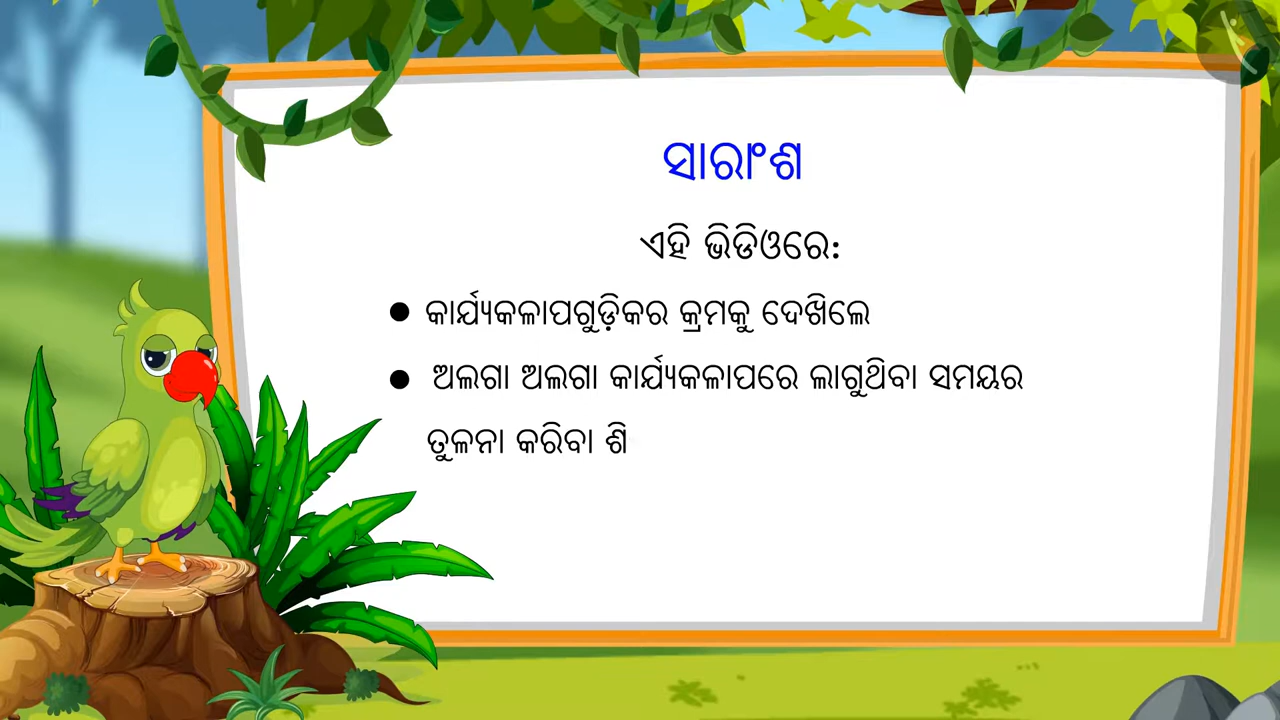 ସାରାଂଶ
ଏହି ଭିଡିଓରେ:
● କାର୍ଯ୍ୟକଳାପଗୁଡ଼ିକର କ୍ରମକୁ ଦେଖିଲେ
● ଅଲଗା ଅଲଗା କାର୍ଯ୍ୟକଳାପରେ ଲାଗୁଥିବା ସମୟର
ତୁଳନା କରିବା ଶି